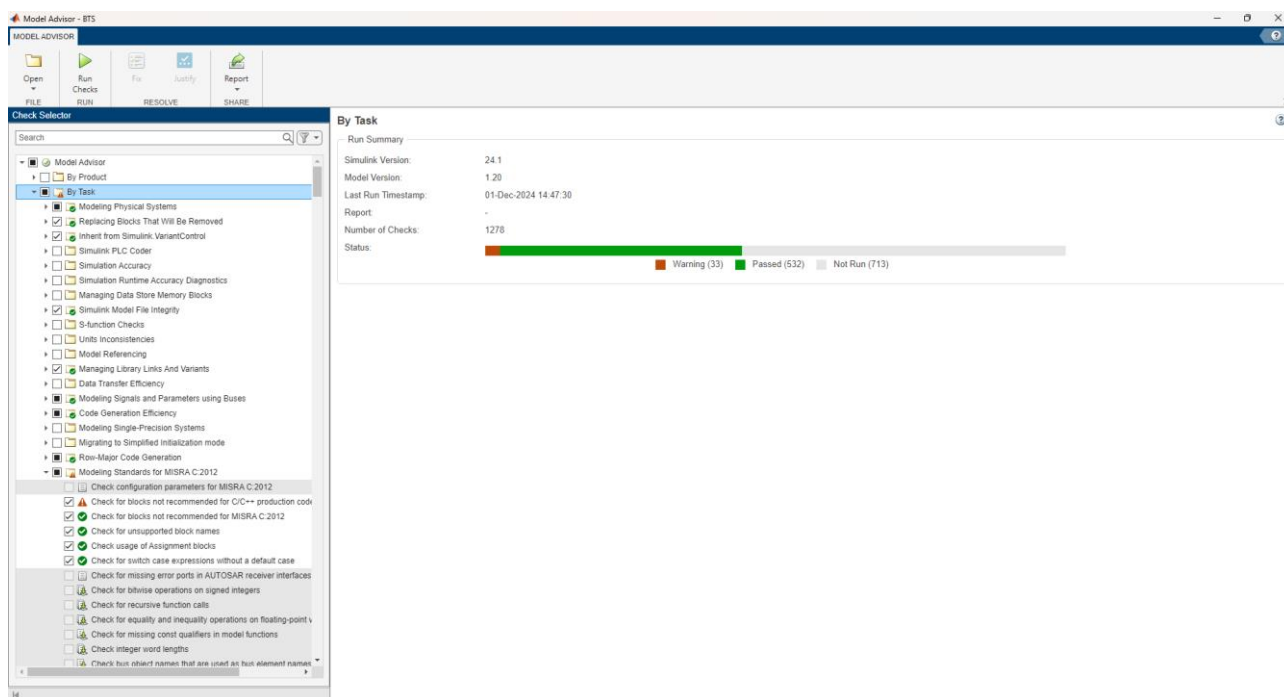 Model Advisor - BTS
MODEL ADVISOR
Open
Run Checks
Fix
Justify
Report
FILE
RUN
RESOLVE
SHARE
Check Selector
Search
Model Advisor
By Product
By Task
Modeling Physical Systems
Replacing Blocks That Will Be Removed
Inherent from Simulink.VariantControl
Simulink PLC Coder
Simulation Accuracy
Simulation Runtime Accuracy Diagnostics
Managing Data Store Memory Blocks
Simulink Model File Integrity
S-function Checks
Units Inconsistencies
Model Referencing
Managing Library Links And Variants
Data Transfer Efficiency
Modeling Signals and Parameters using Buses
Code Generation Efficiency
Modeling Single-Precision Systems
Migrating to Simplified Initialization mode
Row-Major Code Generation
Modeling Standards for MISRA C:2012
Check configuration parameters for MISRA C:2012
Check for blocks not recommended for C/C++ production code
Check for blocks not recommended for MISRA C:2012
Check for unsupported block names
Check usage of Assignment blocks
Check for switch case expressions without a default case
Check for missing error ports in AUTOSAR receiver interfaces
Check for bitwise operations on signed integers
Check for recursive function calls
Check for equality and inequality operations on floating-point v
Check for missing const qualifiers in model functions
Check integer word lengths
Check bus object names that are used as bus element names
By Task
Run Summary
Simulink Version: 24.1
Model Version: 1.20
Last Run Timestamp: 01-Dec-2024 14:47:30
Report: -
Number of Checks: 1278
Status:
Warning (33) Passed (532) Not Run (713)